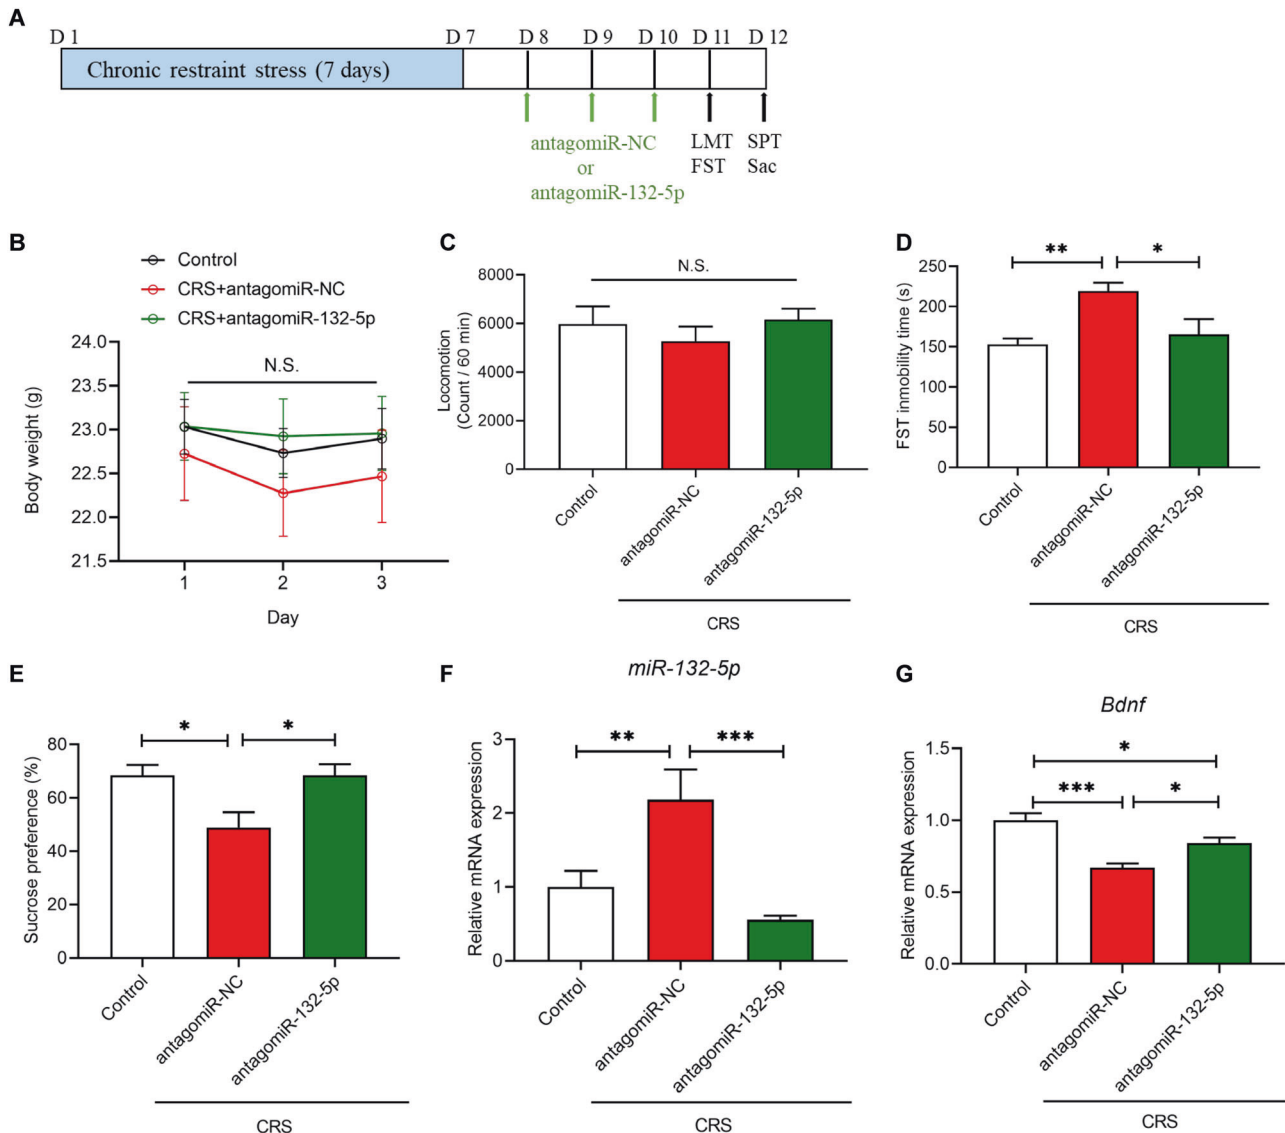 A
D 1
D 7
D 8
D 9
D 10
D 11
D 12
Chronic restraint stress (7 days)
antagomiR-NC
or
antagomiR-132-5p
LMT
FST
SPT
Sac
B
Control
CRS+antagomiR-NC
CRS+antagomiR-132-5p
N.S.
Body weight (g)
24.0
23.5
23.0
22.5
22.0
21.5
1
2
3
Day
C
N.S.
Locomotion
(Count / 60 min)
8000
6000
4000
2000
0
Control
antagomiR-NC
antagomiR-132-5p
CRS
D
**
*
FST inmobility time (s)
250
200
150
100
50
0
Control
antagomiR-NC
antagomiR-132-5p
CRS
E
*
*
Sucrose preference (%)
80
60
40
20
0
Control
antagomiR-NC
antagomiR-132-5p
CRS
F
miR-132-5p
**
***
Relative mRNA expression
3
2
1
0
Control
antagomiR-NC
antagomiR-132-5p
CRS
G
Bdnf
*
***
*
Relative mRNA expression
1.5
1.0
0.5
0.0
Control
antagomiR-NC
antagomiR-132-5p
CRS